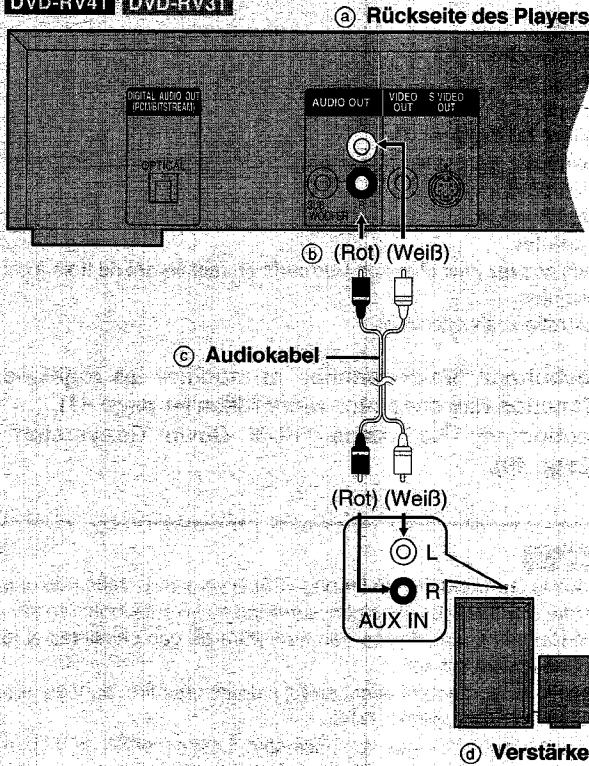 DVD-RV41 DVD-RV31
ⓐ Rückseite des Players
DIGITAL AUDIO OUT
(PCM/BITSTREAM)
OPTICAL
AUDIO OUT
VIDEO OUT
S VIDEO OUT
SUB WOOFER
ⓑ (Rot) (Weiß)
ⓒ Audiokabel
(Rot) (Weiß)
L
R
AUX IN
ⓓ Verstärke